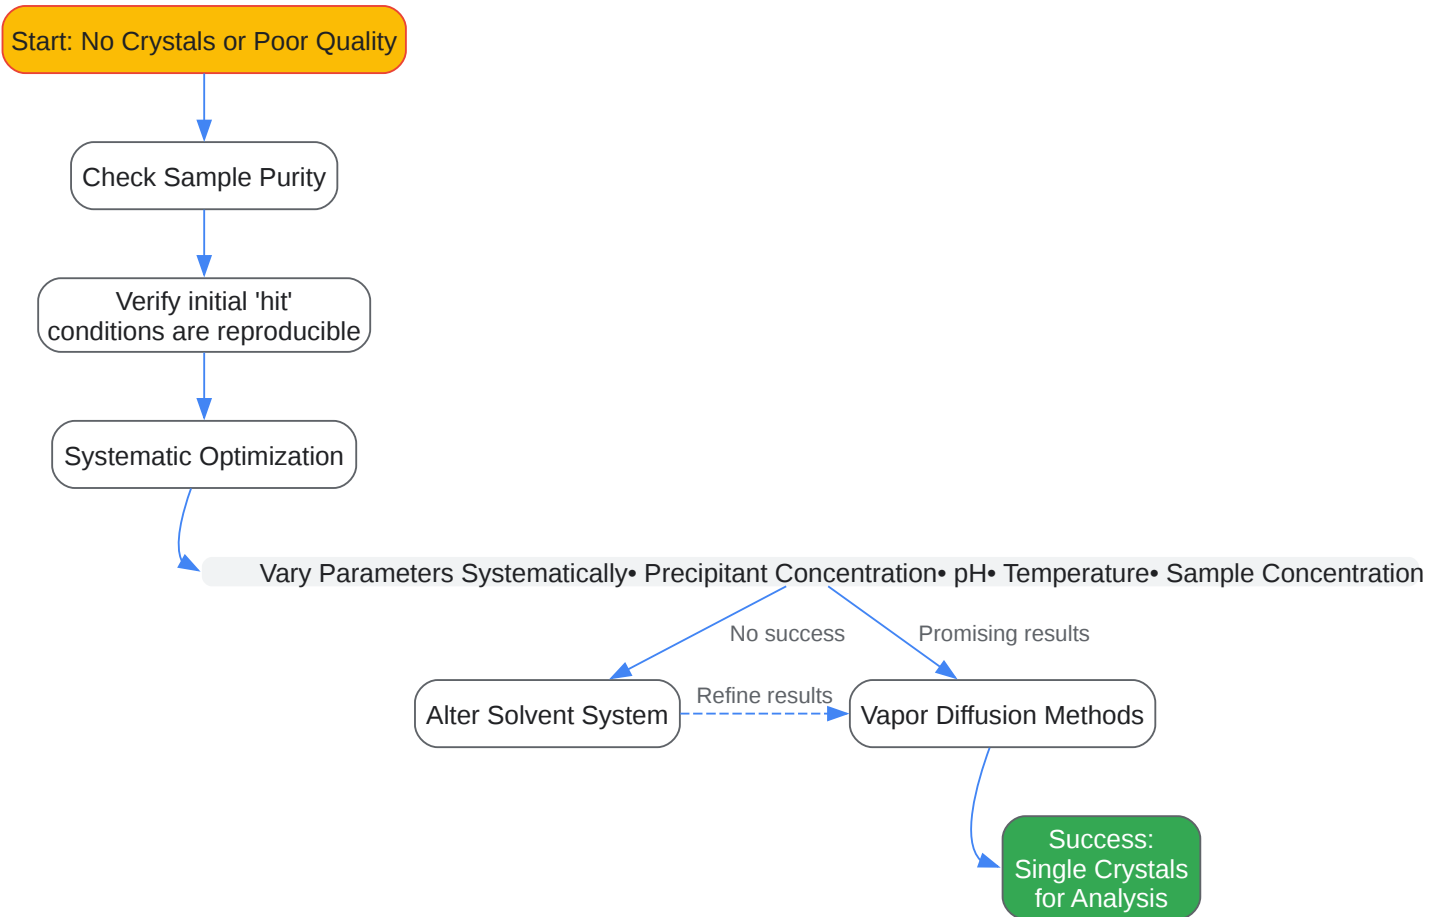 Start: No Crystals or Poor Quality
Check Sample Purity
Verify initial 'hit'
conditions are reproducible
Systematic Optimization
Vary Parameters Systematically• Precipitant Concentration• pH• Temperature• Sample Concentration
No success
Promising results
Refine results
Alter Solvent System
Vapor Diffusion Methods
Success:
Single Crystals
for Analysis